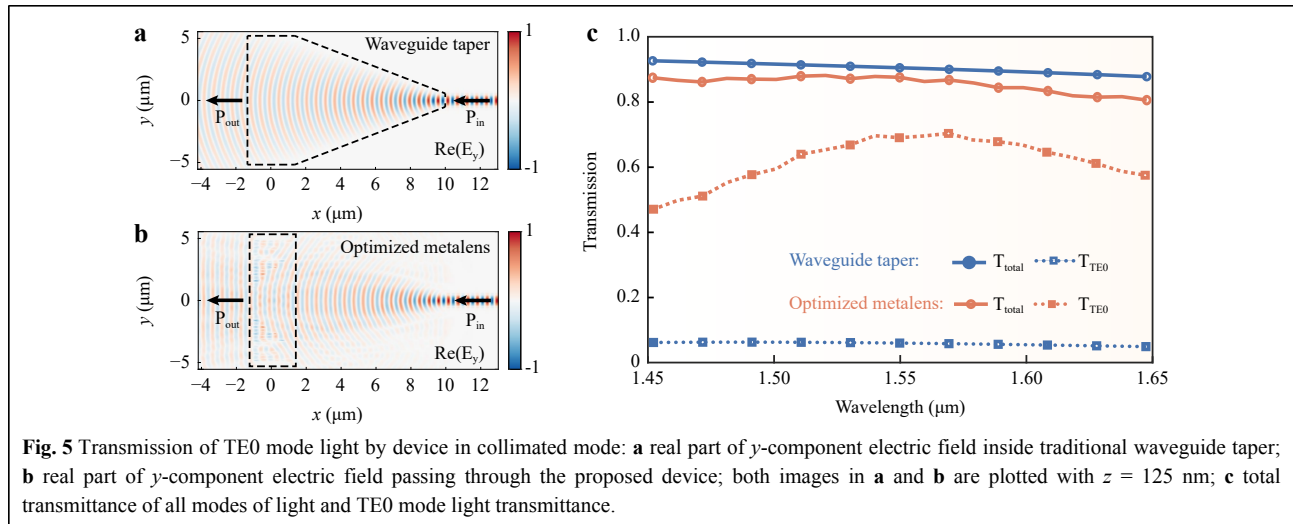 a
Waveguide taper
P_out
P_in
Re(E_y)
5
0
−5
y (μm)
−4 −2 0 2 4 6 8 10 12
x (μm)
1
-1
b
Optimized metalens
P_out
P_in
Re(E_y)
5
0
−5
y (μm)
−4 −2 0 2 4 6 8 10 12
x (μm)
1
-1
c
1.0
0.8
0.6
0.4
0.2
0
Transmission
Waveguide taper: T_total T_TE0
Optimized metalens: T_total T_TE0
1.45 1.50 1.55 1.60 1.65
Wavelength (μm)
Fig. 5 Transmission of TE0 mode light by device in collimated mode: a real part of y-component electric field inside traditional waveguide taper;
b real part of y-component electric field passing through the proposed device; both images in a and b are plotted with z = 125 nm; c total
transmittance of all modes of light and TE0 mode light transmittance.